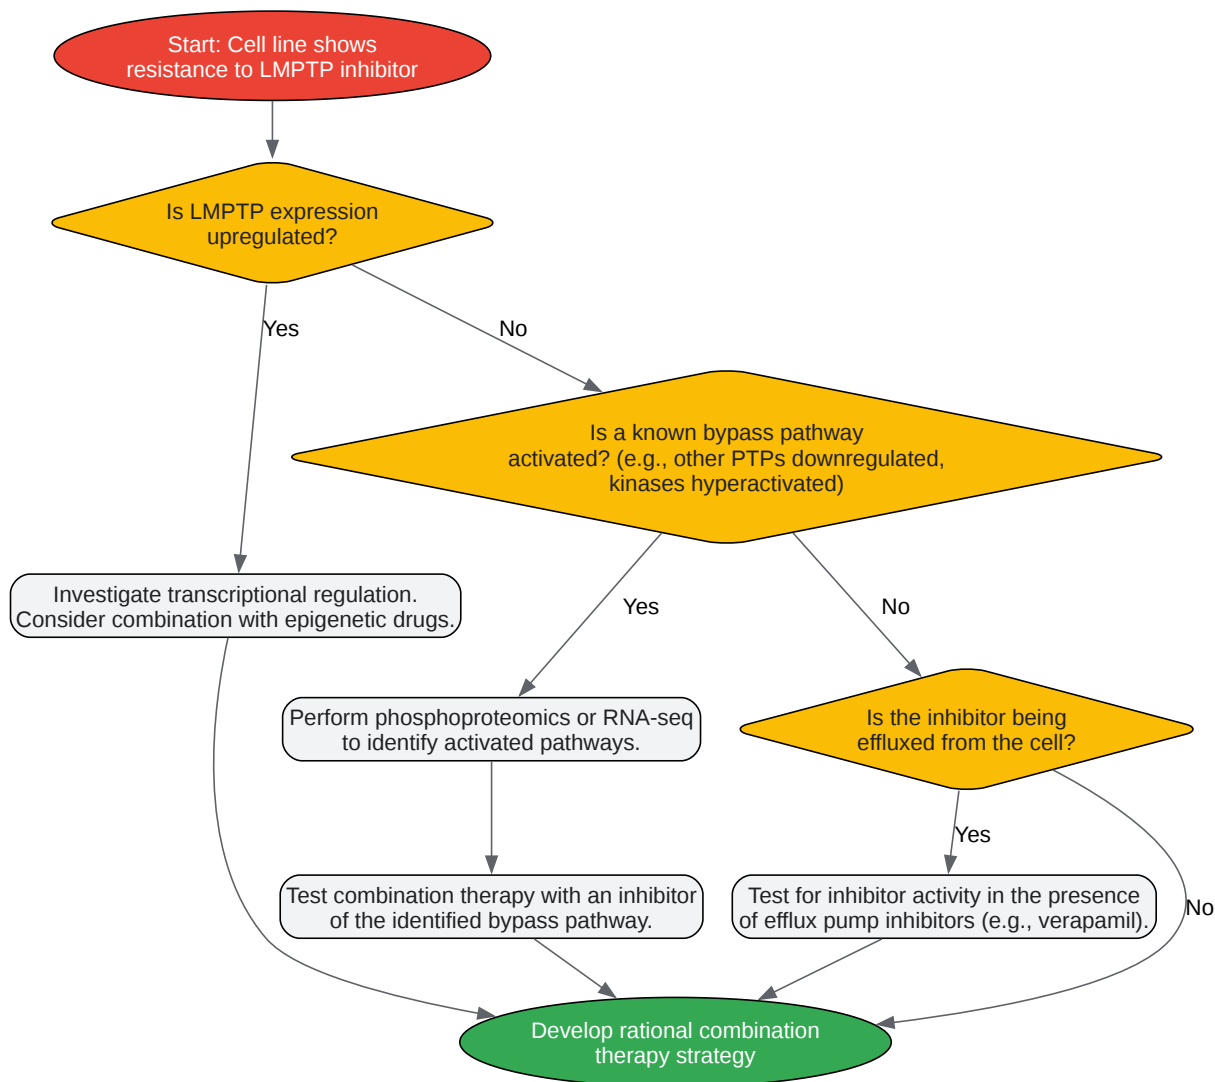 Start: Cell line shows
resistance to LMPTP inhibitor
Is LMPTP expression
upregulated?
Yes
No
Is a known bypass pathway
activated? (e.g., other PTPs downregulated,
kinases hyperactivated)
Investigate transcriptional regulation.
Consider combination with epigenetic drugs.
Yes
No
Perform phosphoproteomics or RNA-seq
to identify activated pathways.
Is the inhibitor being
effluxed from the cell?
Yes
No
Test combination therapy with an inhibitor
of the identified bypass pathway.
Test for inhibitor activity in the presence
of efflux pump inhibitors (e.g., verapamil).
Develop rational combination
therapy strategy